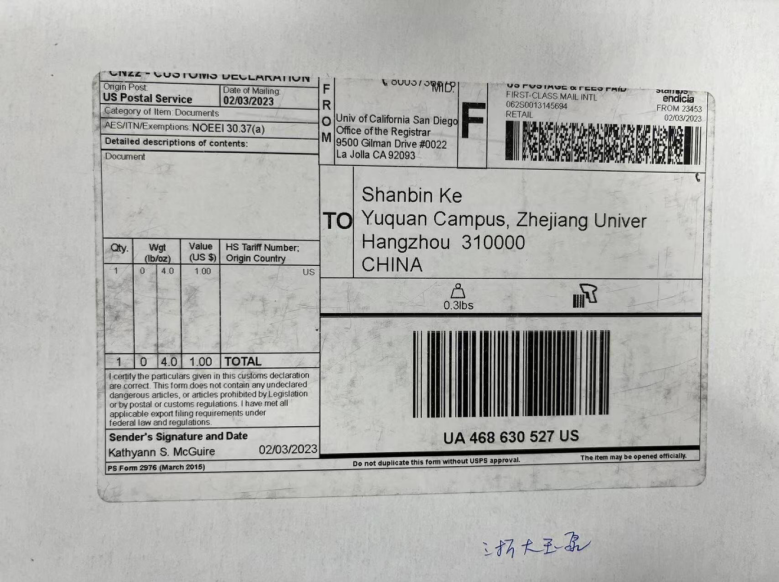 CN22 - CUSTOMS DECLARATION
Origin Post
US Postal Service
Date of Mailing
02/03/2023
Category of Item Documents
AES/ITN/Exemptions NOEEI 30.37(a)
Detailed descriptions of contents:
Document
Qty.
Wgt
(lb/oz)
Value
(US $)
HS Tariff Number;
Origin Country
1 0 4.0 1.00 US
1 0 4.0 1.00 TOTAL
I certify the particulars given in this customs declaration
are correct. This form does not contain any undeclared
dangerous articles, or articles prohibited by Legislation
or by postal or customs regulations. I have met all
applicable export filing requirements under
federal law and regulations.
Sender's Signature and Date
Kathyann S. McGuire 02/03/2023
PS Form 2976 (March 2015)
FROM
MID:
Univ of California San Diego
Office of the Registrar
9500 Gilman Drive #0022
La Jolla CA 92093
F
US POSTAGE & FEES PAID
FIRST-CLASS MAIL INTL
062S0013145694
RETAIL
stamps
endicia
FROM 23453
02/03/2023
TO
Shanbin Ke
Yuquan Campus, Zhejiang Univer
Hangzhou 310000
CHINA
0.3lbs
UA 468 630 527 US
Do not duplicate this form without USPS approval.
The item may be opened officially.
浙大玉泉